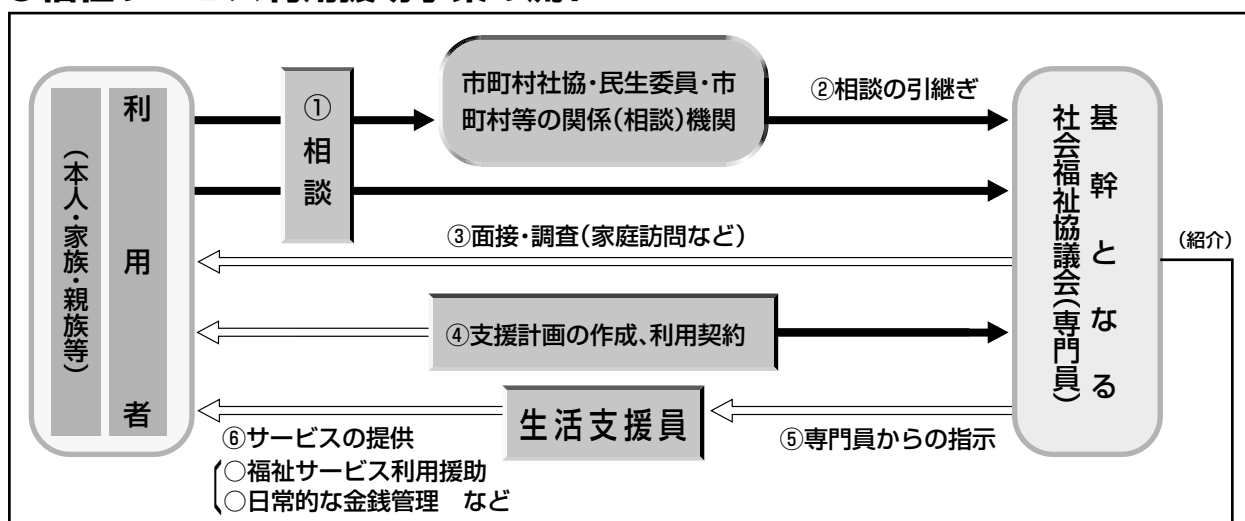 利用者
(本人・家族・親族等)
①相談
市町村社協・民生委員・市
町村等の関係(相談)機関
②相談の引継ぎ
基幹となる
社会福祉協議会(専門員)
(紹介)
③面接・調査(家庭訪問など)
④支援計画の作成、利用契約
生活支援員
⑤専門員からの指示
⑥サービスの提供
○福祉サービス利用援助
○日常的な金銭管理　など